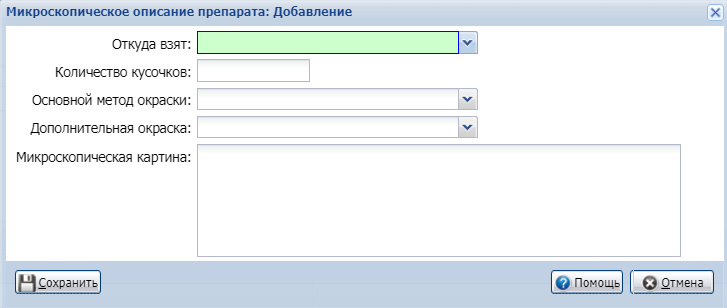 Микроскопическое описание препарата: Добавление
Откуда взят:
Количество кусочков:
Основной метод окраски:
Дополнительная окраска:
Микроскопическая картина:
Сохранить Помощь Отмена